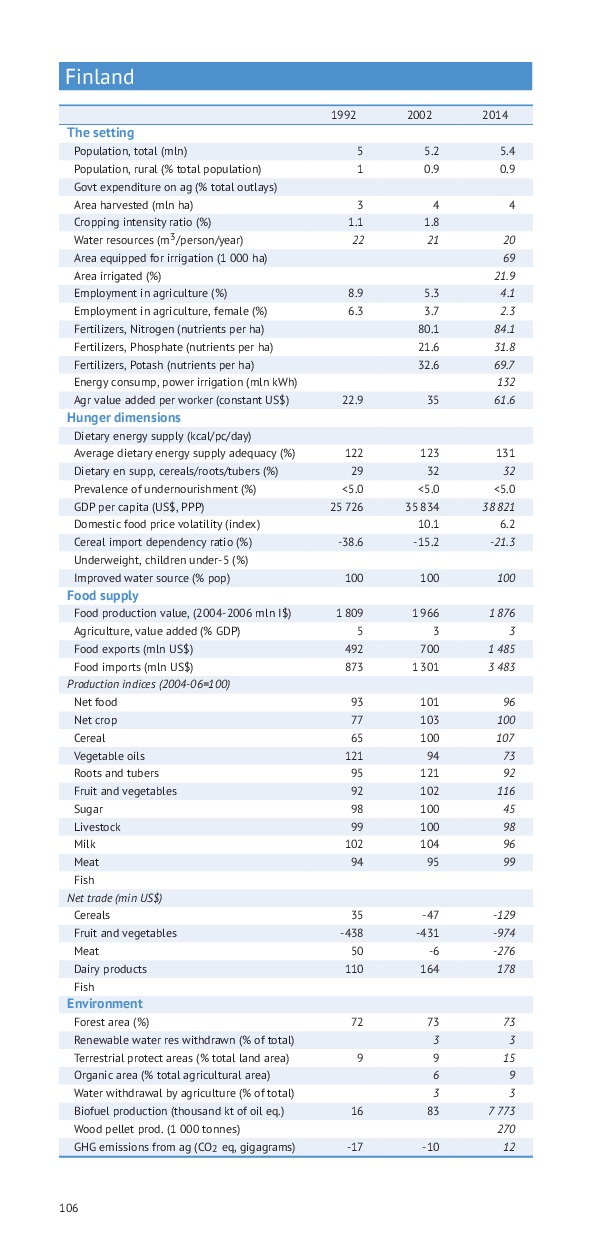 Finland
1992 2002 2014
The setting
Population, total (mln) 5 5.2 5.4
Population, rural (% total population) 1 0.9 0.9
Govt expenditure on ag (% total outlays)
Area harvested (mln ha) 3 4 4
Cropping intensity ratio (%) 1.1 1.8
Water resources (m³/person/year) 22 21 20
Area equipped for irrigation (1 000 ha) 69
Area irrigated (%) 21.9
Employment in agriculture (%) 8.9 5.3 4.1
Employment in agriculture, female (%) 6.3 3.7 2.3
Fertilizers, Nitrogen (nutrients per ha) 80.1 84.1
Fertilizers, Phosphate (nutrients per ha) 21.6 31.8
Fertilizers, Potash (nutrients per ha) 32.6 69.7
Energy consump, power irrigation (mln kWh) 132
Agr value added per worker (constant US$) 22.9 35 61.6
Hunger dimensions
Dietary energy supply (kcal/pc/day)
Average dietary energy supply adequacy (%) 122 123 131
Dietary en supp, cereals/roots/tubers (%) 29 32 32
Prevalence of undernourishment (%) <5.0 <5.0 <5.0
GDP per capita (US$, PPP) 25 726 35 834 38 821
Domestic food price volatility (index) 10.1 6.2
Cereal import dependency ratio (%) -38.6 -15.2 -21.3
Underweight, children under-5 (%)
Improved water source (% pop) 100 100 100
Food supply
Food production value, (2004-2006 mln I$) 1 809 1 966 1 876
Agriculture, value added (% GDP) 5 3 3
Food exports (mln US$) 492 700 1 485
Food imports (mln US$) 873 1 301 3 483
Production indices (2004-06=100)
Net food 93 101 96
Net crop 77 103 100
Cereal 65 100 107
Vegetable oils 121 94 73
Roots and tubers 95 121 92
Fruit and vegetables 92 102 116
Sugar 98 100 45
Livestock 99 100 98
Milk 102 104 96
Meat 94 95 99
Fish
Net trade (min US$)
Cereals 35 -47 -129
Fruit and vegetables -438 -431 -974
Meat 50 -6 -276
Dairy products 110 164 178
Fish
Environment
Forest area (%) 72 73 73
Renewable water res withdrawn (% of total) 3 3
Terrestrial protect areas (% total land area) 9 9 15
Organic area (% total agricultural area) 6 9
Water withdrawal by agriculture (% of total) 3 3
Biofuel production (thousand kt of oil eq.) 16 83 7 773
Wood pellet prod. (1 000 tonnes) 270
GHG emissions from ag (CO₂ eq, gigagrams) -17 -10 12
106